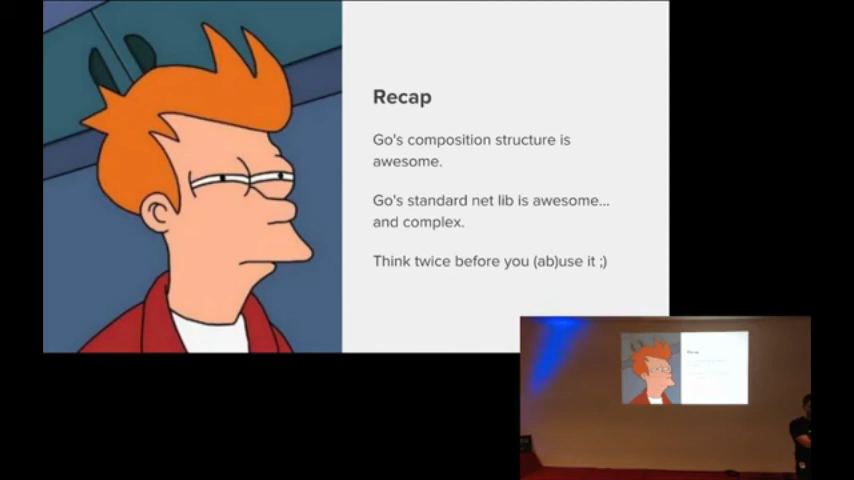 Recap
Go's composition structure is
awesome.
Go's standard net lib is awesome...
and complex.
Think twice before you (ab)use it ;)
Recap